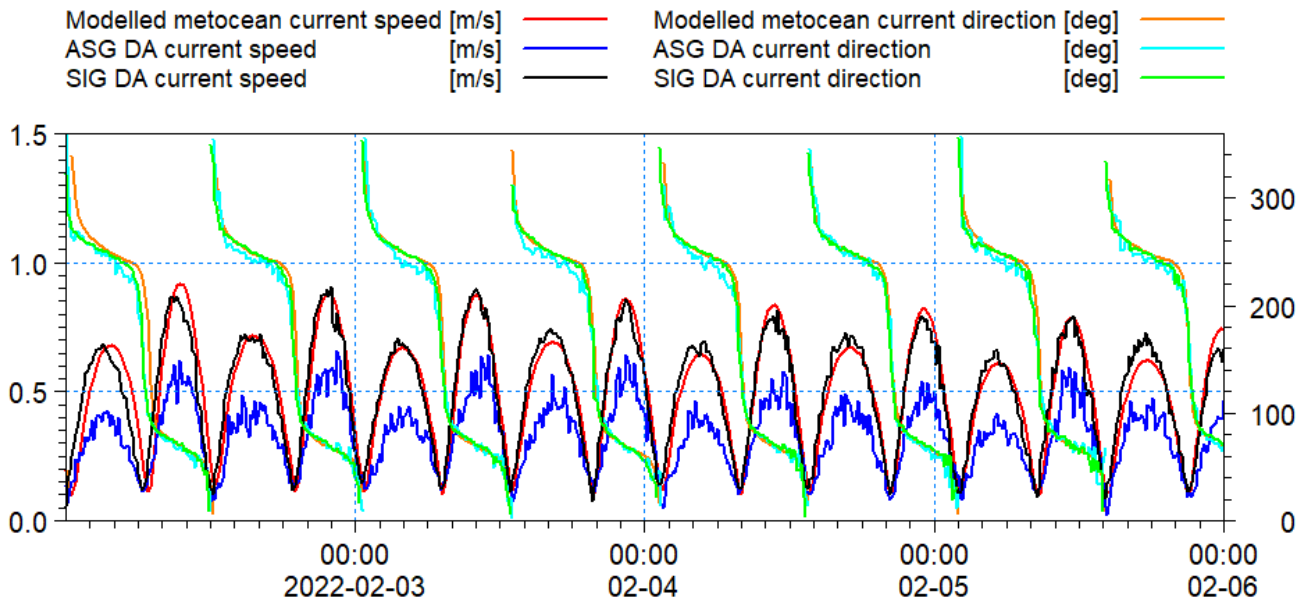 Modelled metocean current speed [m/s] Modelled metocean current direction [deg]
ASG DA current speed [m/s] ASG DA current direction [deg]
SIG DA current speed [m/s] SIG DA current direction [deg]
1.5
300
1.0
200
0.5
100
0.0 0
00:00 00:00 00:00 00:00
2022-02-03 02-04 02-05 02-06